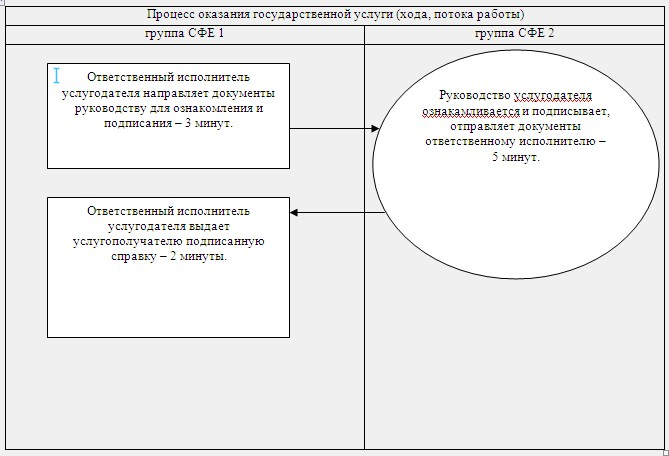 Процесс оказания государственной услуги (хода, потока работы)
группа СФЕ 1
группа СФЕ 2
Ответственный исполнитель
услугодателя направляет документы
руководству для ознакомления и
подписания – 3 минут.
Руководство услугодателя
ознакамливается и подписывает,
отправляет документы
ответственному исполнителю –
5 минут.
Ответственный исполнитель
услугодателя выдает
услугополучателю подписанную
справку – 2 минуты.